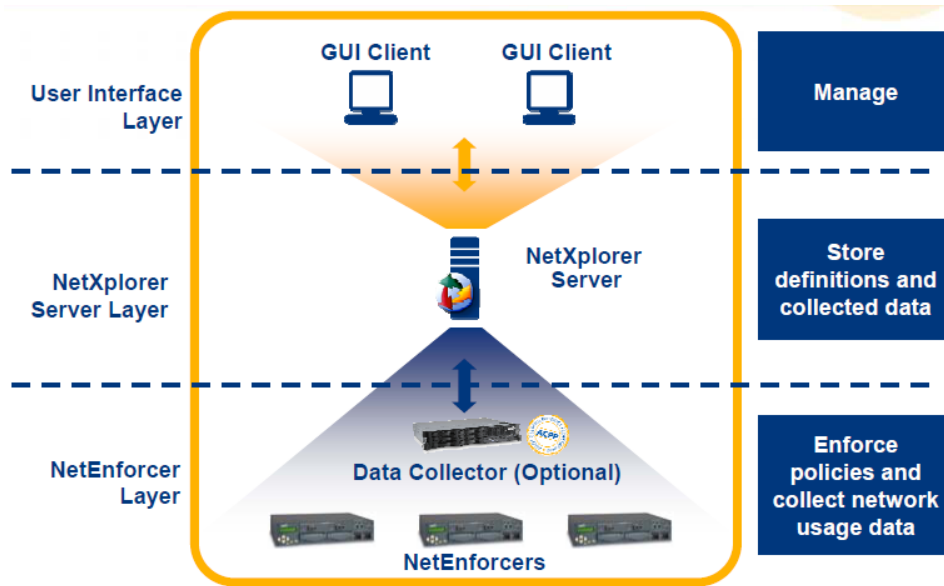 GUI Client
GUI Client
User Interface
Layer
Manage
NetXplorer
Server Layer
NetXplorer
Server
Store
definitions and
collected data
NetEnforcer
Layer
ACPP
Data Collector (Optional)
NetEnforcers
Enforce
policies and
collect network
usage data